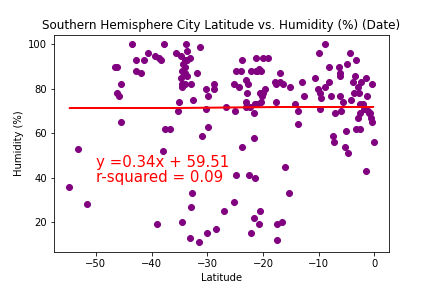 Southern Hemisphere City Latitude vs. Humidity (%) (Date)
100
80
60
40
20
Humidity (%)
y =0.34x + 59.51
r-squared = 0.09
−50
−40
−30
−20
−10
0
Latitude